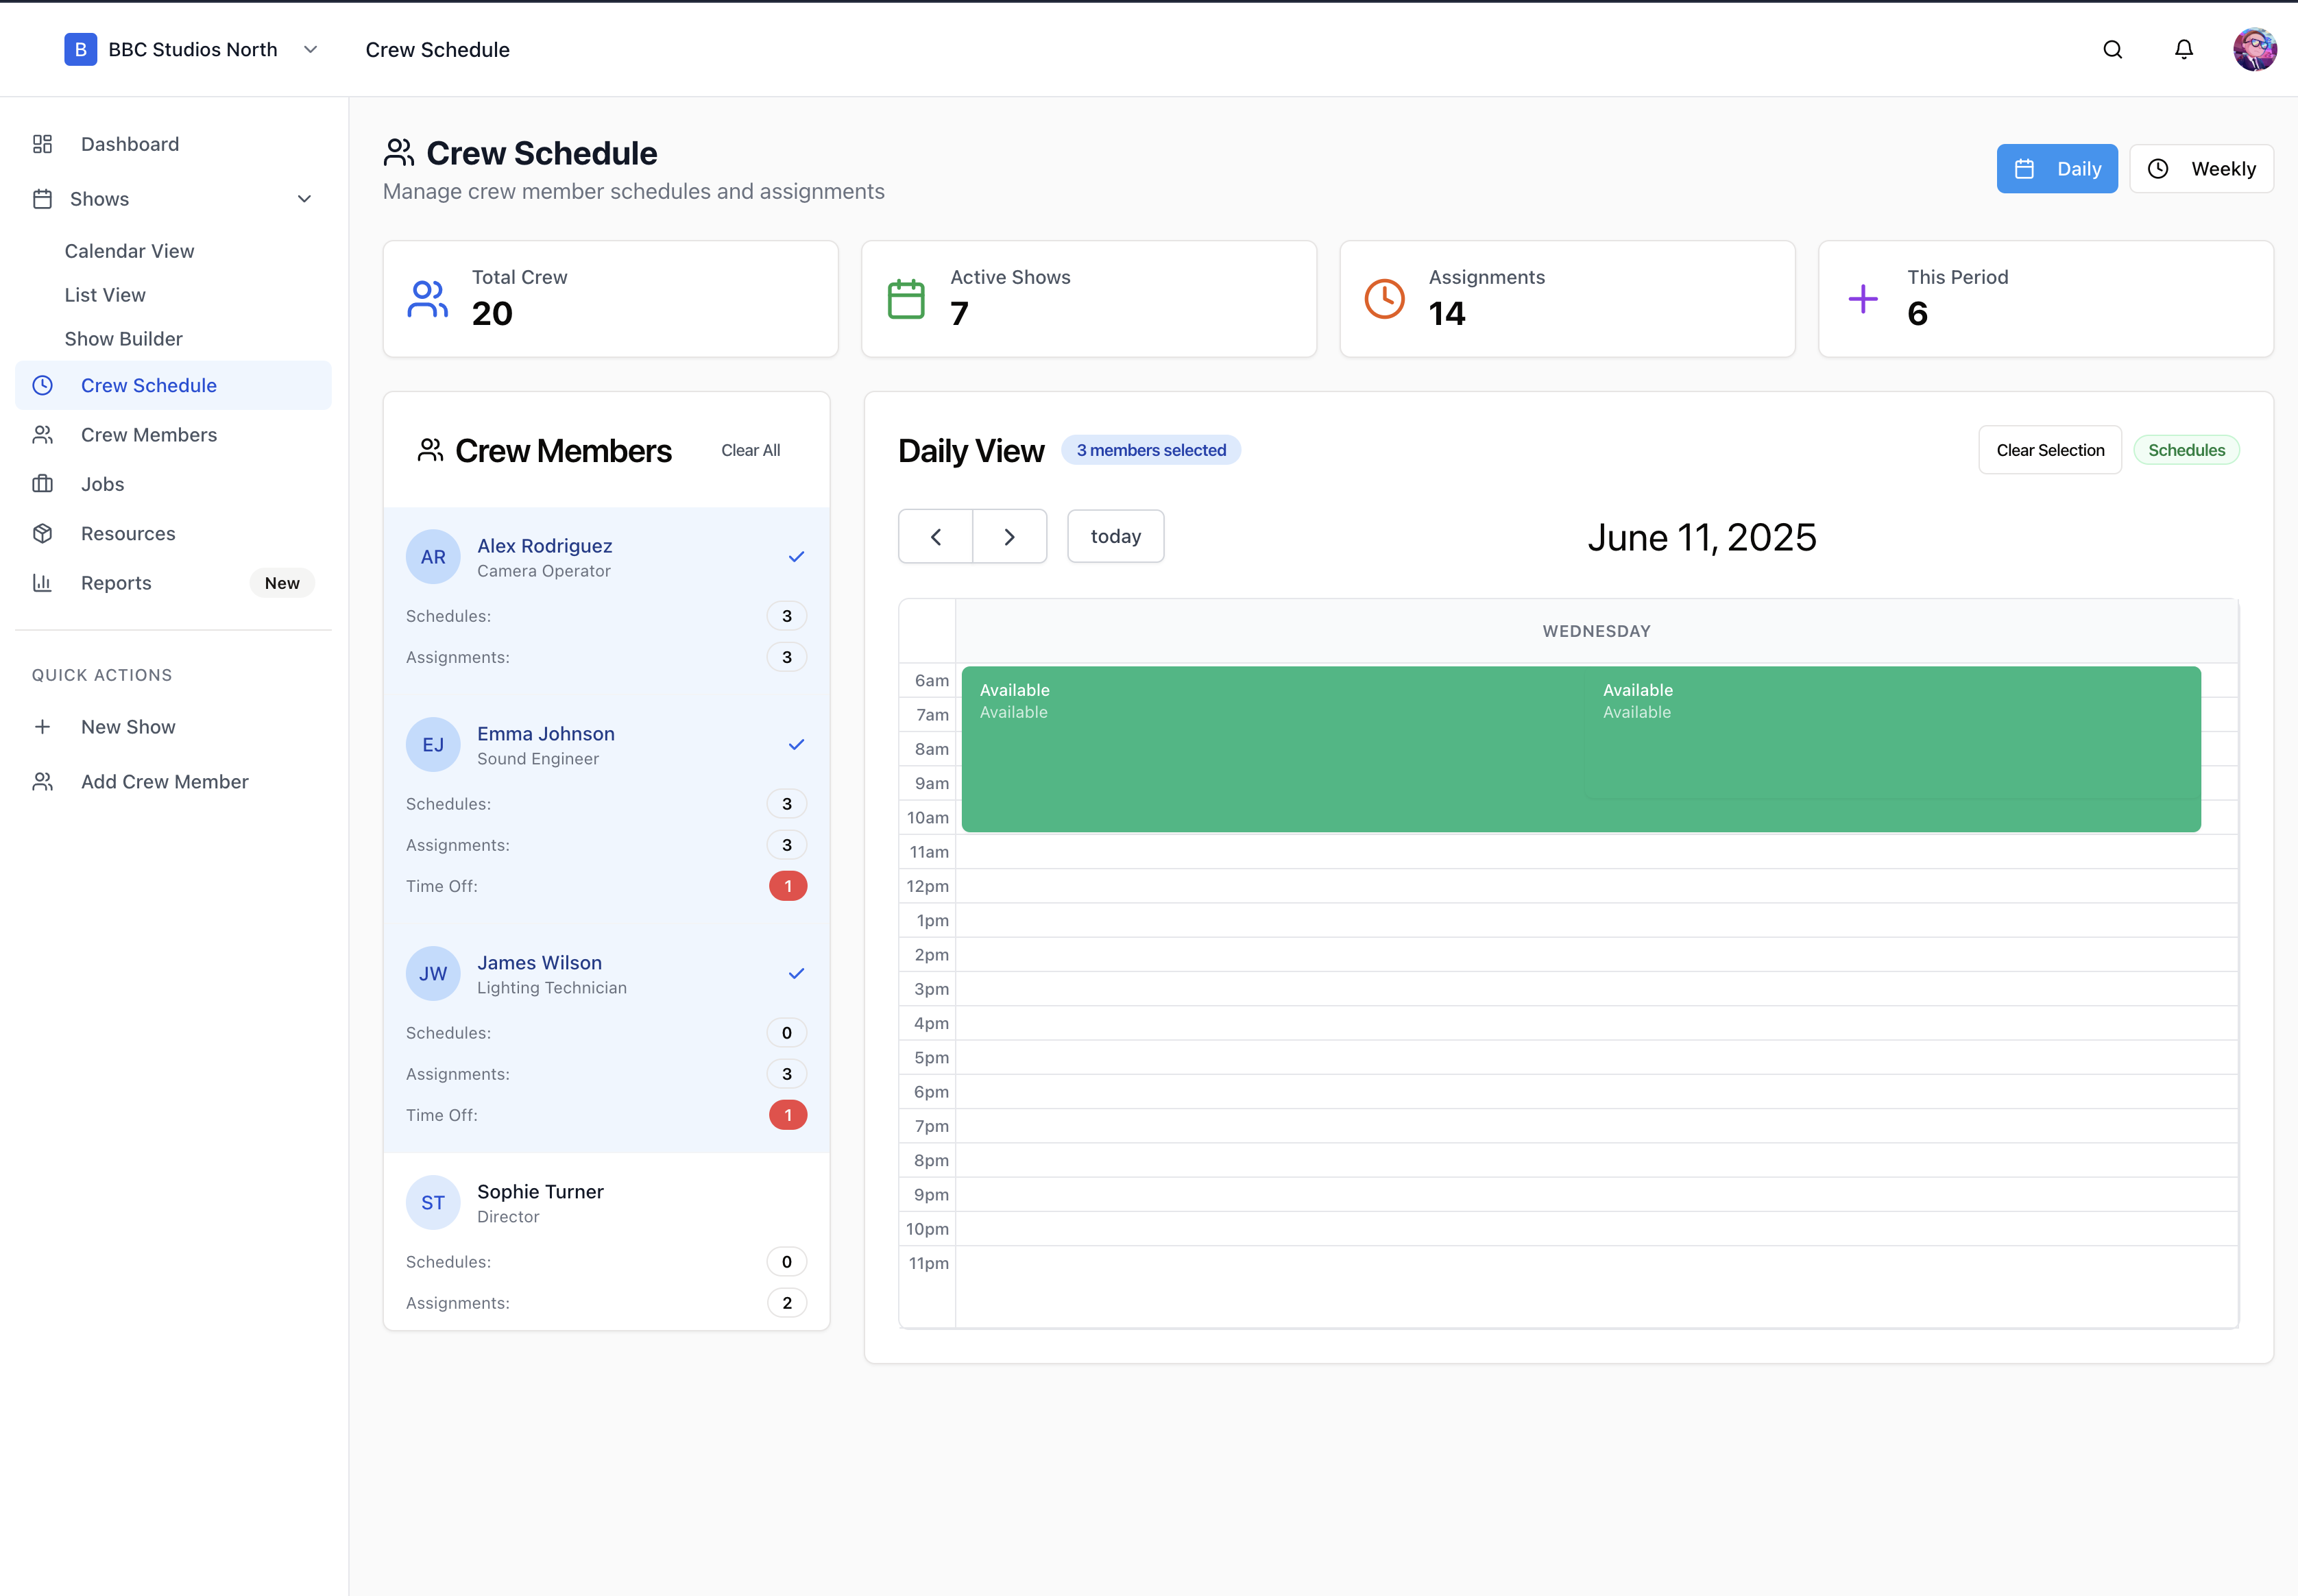 B BBC Studios North
Crew Schedule
Dashboard
Shows
Calendar View
List View
Show Builder
Crew Schedule
Crew Members
Jobs
Resources
Reports New
QUICK ACTIONS
New Show
Add Crew Member
Crew Schedule
Manage crew member schedules and assignments
Daily Weekly
Total Crew
20
Active Shows
7
Assignments
14
This Period
6
Crew Members Clear All
AR Alex Rodriguez
Camera Operator
Schedules: 3
Assignments: 3
EJ Emma Johnson
Sound Engineer
Schedules: 3
Assignments: 3
Time Off: 1
JW James Wilson
Lighting Technician
Schedules: 0
Assignments: 3
Time Off: 1
ST Sophie Turner
Director
Schedules: 0
Assignments: 2
Daily View 3 members selected Clear Selection Schedules
today June 11, 2025
WEDNESDAY
6am
7am
8am
9am
10am
11am
12pm
1pm
2pm
3pm
4pm
5pm
6pm
7pm
8pm
9pm
10pm
11pm
Available
Available
Available
Available